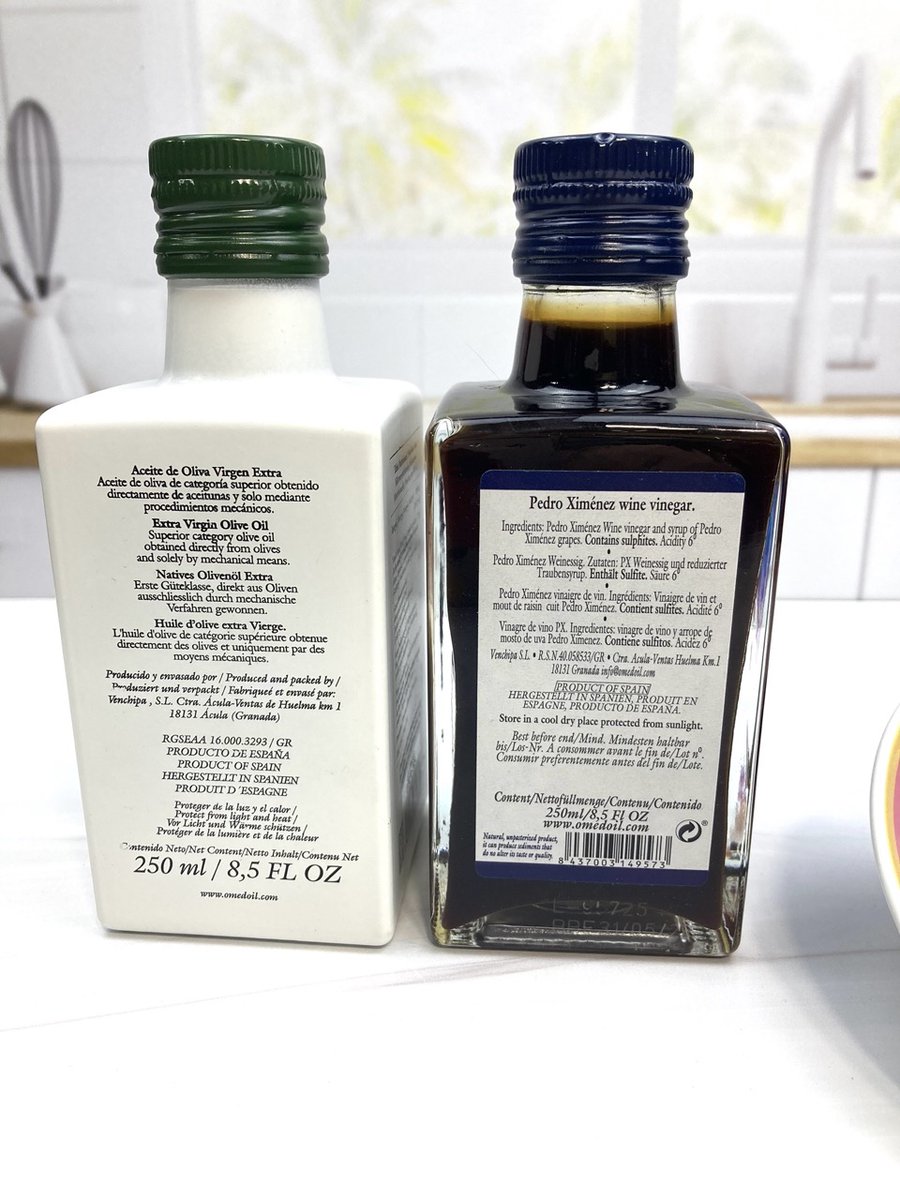 Aceite de Oliva Virgen Extra
Aceite de oliva de categoría superior obtenido
directamente de aceitunas y solo mediante
procedimientos mecánicos.
Extra Virgin Olive Oil
Superior category olive oil
obtained directly from olives
and solely by mechanical means.
Natives Olivenöl Extra
Erste Güteklasse, direkt aus Oliven
ausschliesslich durch mechanische
Verfahren gewonnen.
Huile d'olive extra Vierge.
L'huile d'olive de catégorie supérieure obtenue
directement des olives et uniquement par des
moyens mécaniques.
Producido y envasado por / Produced and packed by /
Produziert und verpackt / Fabriqueé et envasé par:
Venchipa , S.L. Ctra. Ácula-Ventas de Huelma km 1
18131 Ácula (Granada)
RGSEAA 16.000.3293 / GR
PRODUCTO DE ESPAÑA
PRODUCT OF SPAIN
HERGESTELLT IN SPANIEN
PRODUIT D´ESPAGNE
Proteger de la luz y el calor /
Protect from light and heat /
Vor Licht und Wärme schützen /
Protéger de la lumière et de la chaleur
Contenido Neto/Net Content/Netto Inhalt/Contenu Net
250 ml / 8,5 FL OZ
www.omedoil.com
Pedro Ximénez wine vinegar.
Ingredients: Pedro Ximénez Wine vinegar and syrup of Pedro
Ximénez grapes. Contains sulphites. Acidity 6º
•
Pedro Ximénez Weinessig. Zutaten: PX Weinessig und reduzierter
Traubensyrup. Enthält Sulfite. Säure 6º
•
Pedro Ximénez vinaigre de vin. Ingrédients: Vinaigre de vin et
mout de raisin cuit Pedro Ximénez. Contient sulfites. Acidité 6º
•
Vinagre de vino PX. Ingredientes: vinagre de vino y arrope de
mosto de uva Pedro Ximenez. Contiene sulfitos. Acidez 6º
Venchipa S.L. • R.S.N.40.058533/GR • Ctra. Acula-Ventas Huelma Km.1
18131 Granada info@omedoil.com
PRODUCT OF SPAIN
HERGESTELLT IN SPANIEN, PRODUIT EN
ESPAGNE, PRODUCTO DE ESPAÑA.
Store in a cool dry place protected from sunlight.
Best before end/Mind. Mindesten haltbar
bis/Los-Nr. A consommer avant le fin de/Lot nº
Consumir preferentemente antes del fin de/Lote.
Content/Nettofüllmenge/Contenu/Contenido
250ml/8,5 Fl OZ
www.omedoil.com
Natural, unpasterised product,
it can produce sediments that
do no alter its taste or quality.
8 437003 149573